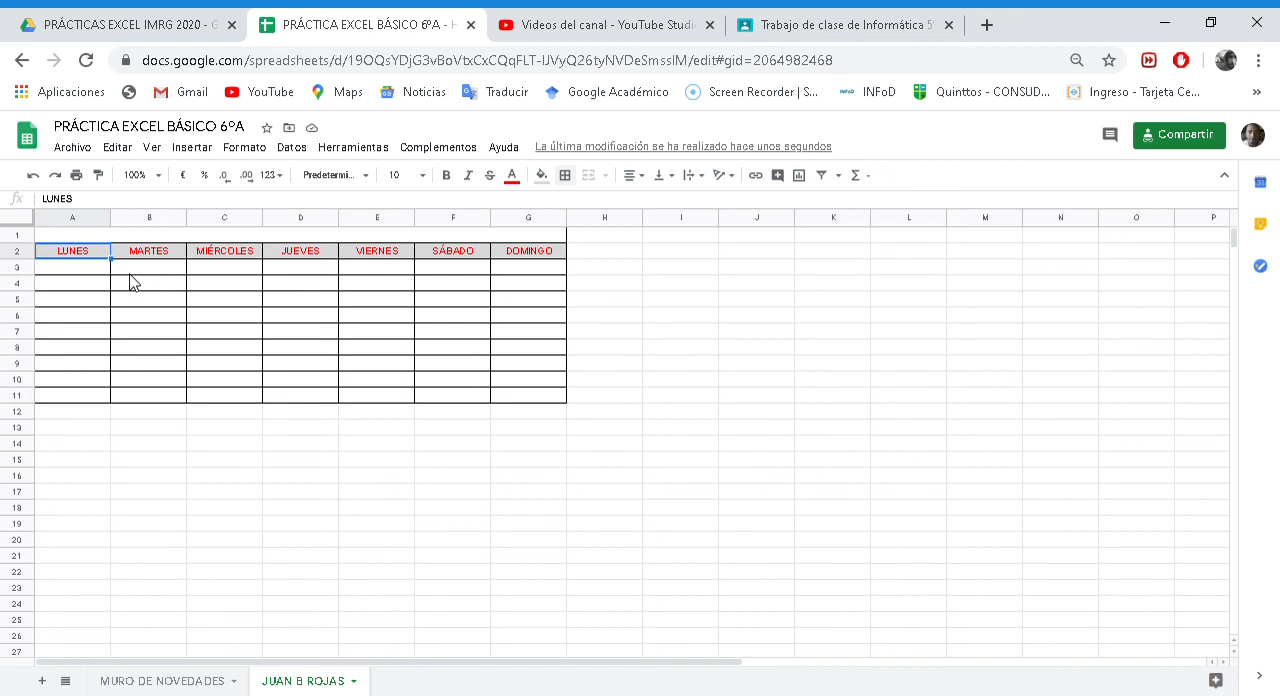 PRÁCTICAS EXCEL IMRG 2020 - G
PRÁCTICA EXCEL BÁSICO 6ºA - H
Videos del canal - YouTube Studi
Trabajo de clase de Informática 5º
docs.google.com/spreadsheets/d/19OQsYDjG3vBoVtxCxCQqFLT-UVyQ26tyNVDeSmssIM/edit#gid=2064982468
Aplicaciones
Gmail
YouTube
Maps
Noticias
Traducir
Google Académico
Screen Recorder | S...
INFoD
INFoD
Quinttos - CONSUD...
Ingreso - Tarjeta Ce...
»
PRÁCTICA EXCEL BÁSICO 6ºA
Archivo Editar Ver Insertar Formato Datos Herramientas Complementos Ayuda La última modificación se ha realizado hace unos segundos
Compartir
100% € % .0 .00 123 Predetermi... 10 B I S A Σ
fx LUNES
A B C D E F G H I J K L M N O P
1
2 LUNES MARTES MIÉRCOLES JUEVES VIERNES SÁBADO DOMINGO
3
4
5
6
7
8
9
10
11
12
13
14
15
16
17
18
19
20
21
22
23
24
25
26
27
+ MURO DE NOVEDADES JUAN B ROJAS